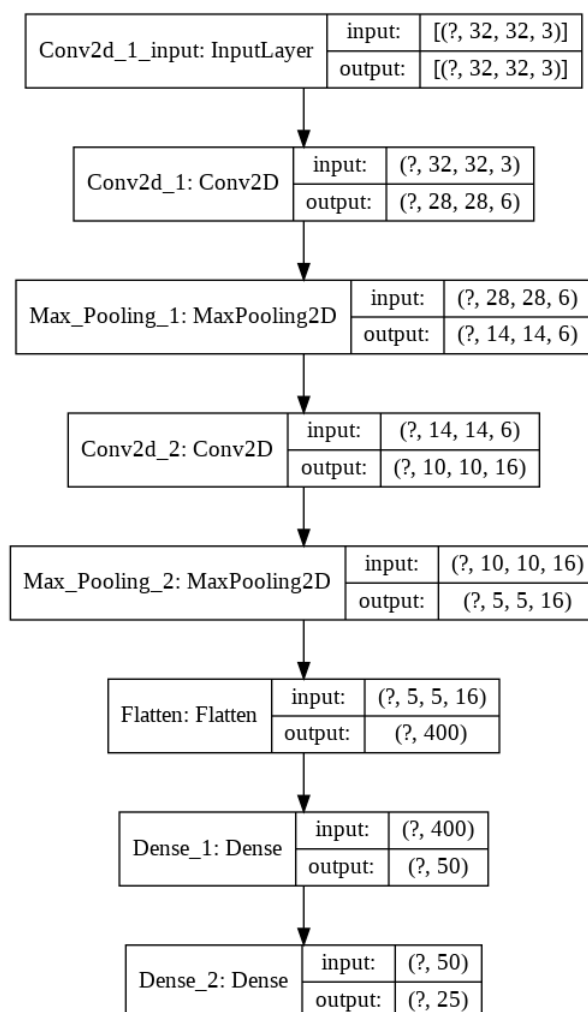 Conv2d_1_input: InputLayer
input: [(?, 32, 32, 3)]
output: [(?, 32, 32, 3)]
Conv2d_1: Conv2D
input: (?, 32, 32, 3)
output: (?, 28, 28, 6)
Max_Pooling_1: MaxPooling2D
input: (?, 28, 28, 6)
output: (?, 14, 14, 6)
Conv2d_2: Conv2D
input: (?, 14, 14, 6)
output: (?, 10, 10, 16)
Max_Pooling_2: MaxPooling2D
input: (?, 10, 10, 16)
output: (?, 5, 5, 16)
Flatten: Flatten
input: (?, 5, 5, 16)
output: (?, 400)
Dense_1: Dense
input: (?, 400)
output: (?, 50)
Dense_2: Dense
input: (?, 50)
output: (?, 25)